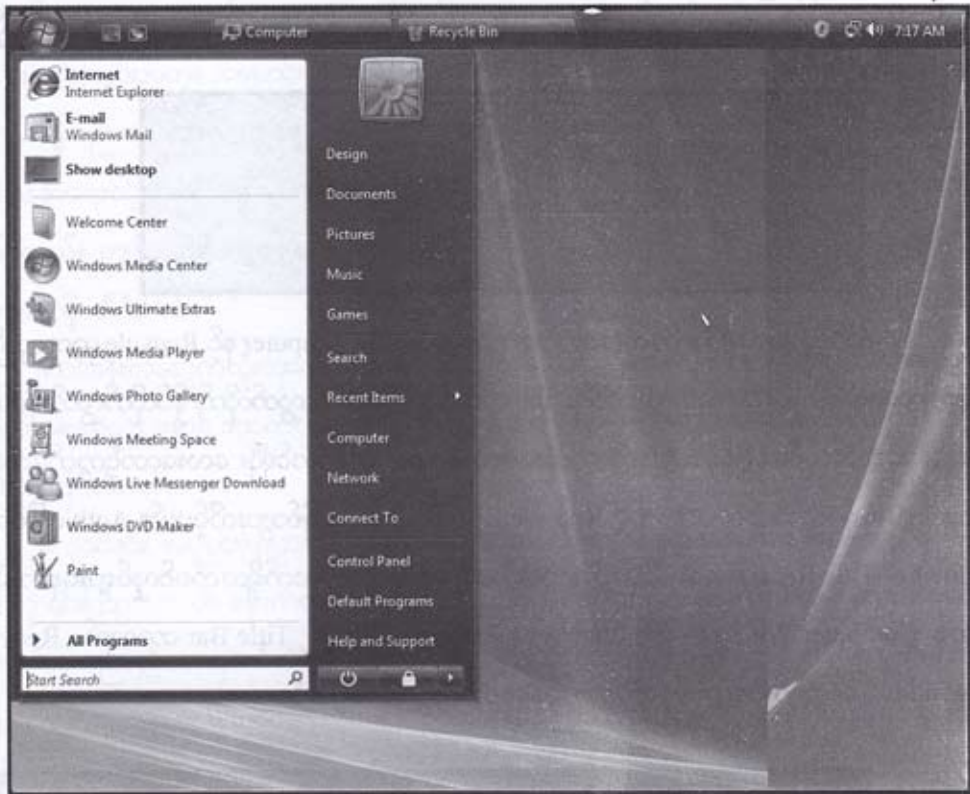 Computer
Recycle Bin
7:17 AM
Internet
Internet Explorer
E-mail
Windows Mail
Show desktop
Welcome Center
Windows Media Center
Windows Ultimate Extras
Windows Media Player
Windows Photo Gallery
Windows Meeting Space
Windows Live Messenger Download
Windows DVD Maker
Paint
All Programs
Start Search
Design
Documents
Pictures
Music
Games
Search
Recent Items
Computer
Network
Connect To
Control Panel
Default Programs
Help and Support
Title Bar